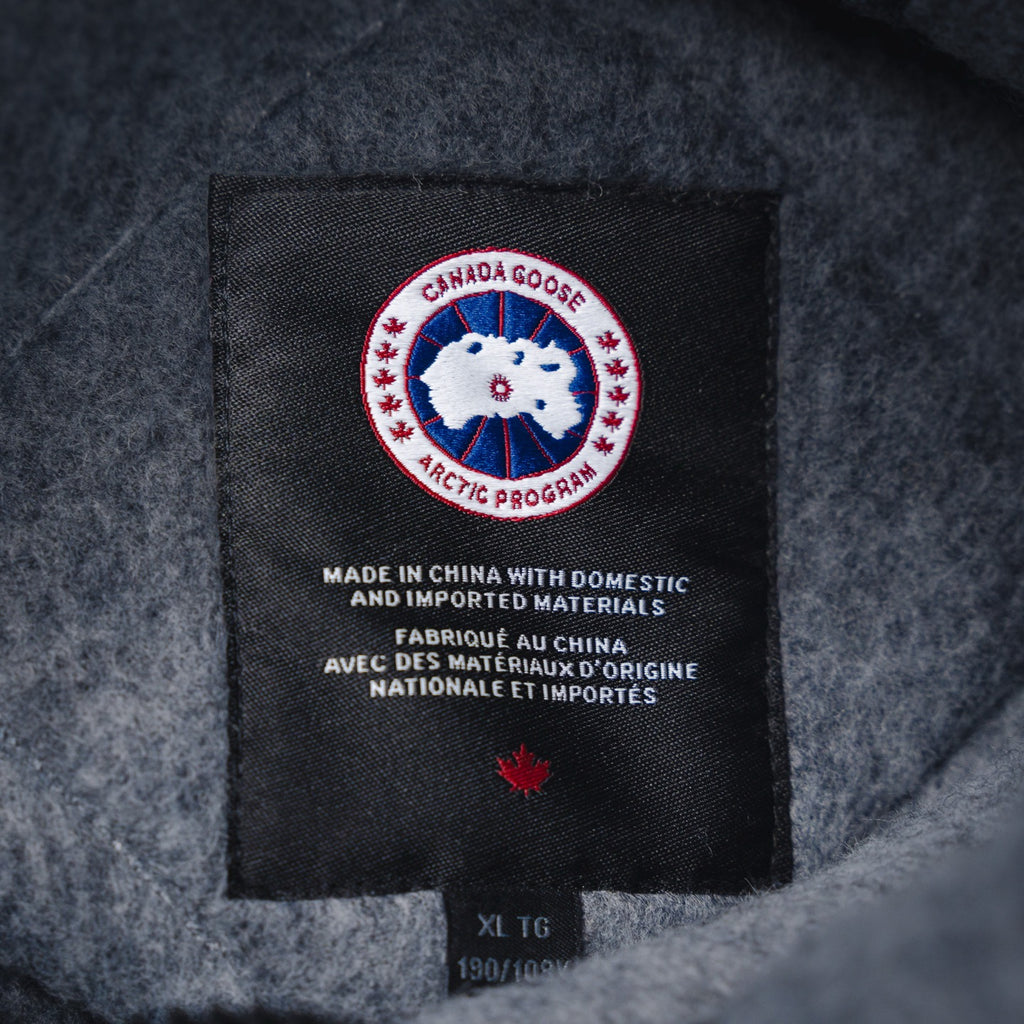 CANADA GOOSE
ARCTIC PROGRAM
MADE IN CHINA WITH DOMESTIC
AND IMPORTED MATERIALS
FABRIQUÉ AU CHINA
AVEC DES MATÉRIAUX D'ORIGINE
NATIONALE ET IMPORTÉS
XL TG